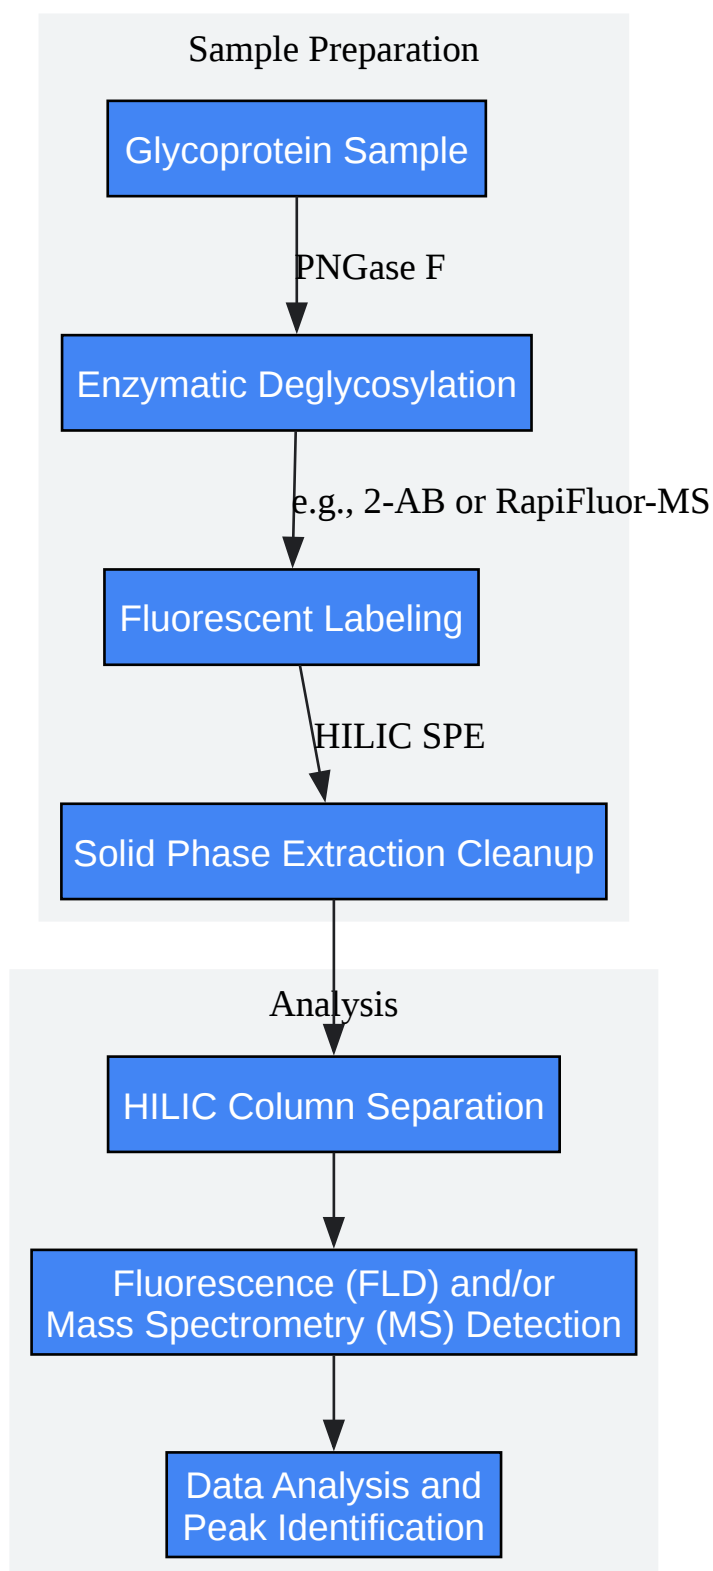 Sample Preparation
Glycoprotein Sample
PNGase F
Enzymatic Deglycosylation
e.g., 2-AB or RapiFluor-MS
Fluorescent Labeling
HILIC SPE
Solid Phase Extraction Cleanup
Analysis
HILIC Column Separation
Fluorescence (FLD) and/or
Mass Spectrometry (MS) Detection
Data Analysis and
Peak Identification